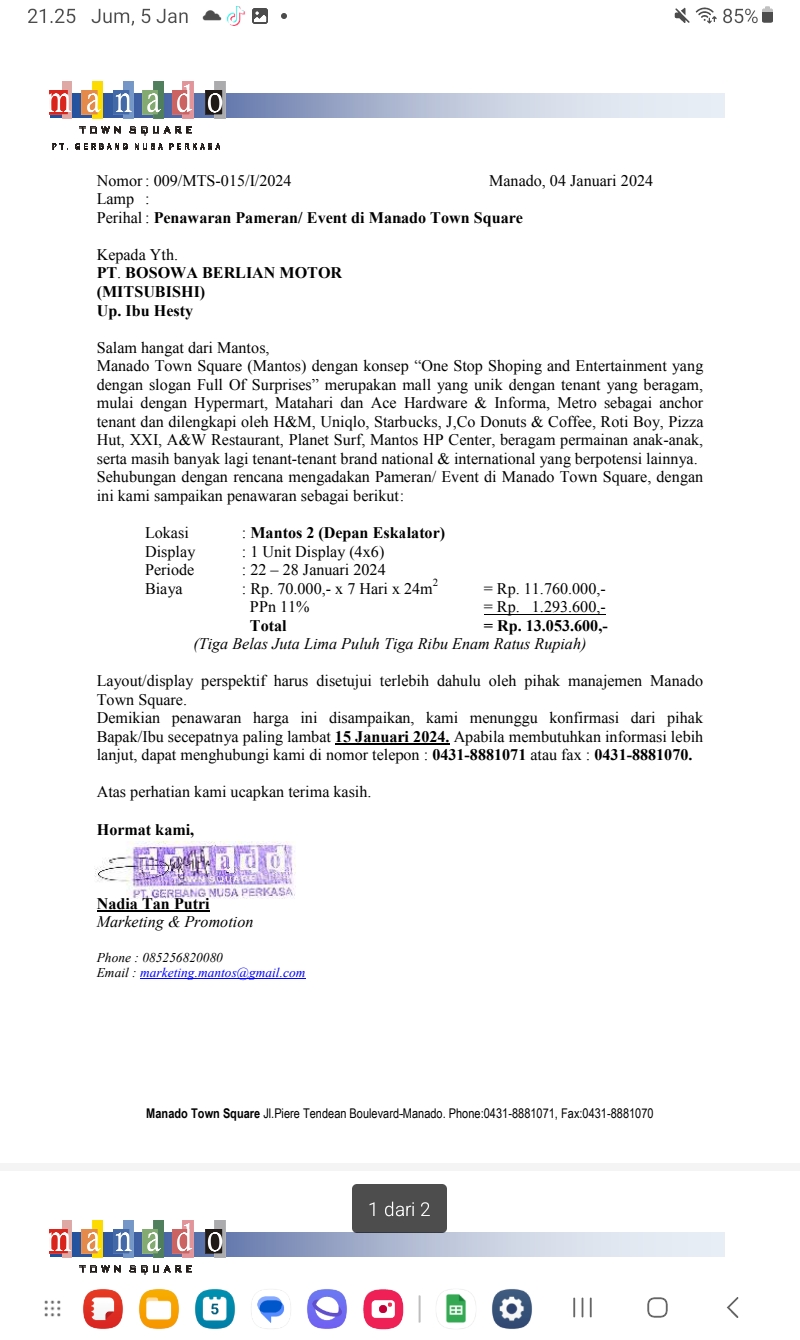 21.25 Jum, 5 Jan 85%
manado
TOWN SQUARE
PT. GERBANG NUSA PERKASA
Nomor : 009/MTS-015/I/2024 Manado, 04 Januari 2024
Lamp :
Perihal : Penawaran Pameran/ Event di Manado Town Square
Kepada Yth.
PT. BOSOWA BERLIAN MOTOR
(MITSUBISHI)
Up. Ibu Hesty
Salam hangat dari Mantos,
Manado Town Square (Mantos) dengan konsep “One Stop Shoping and Entertainment yang
dengan slogan Full Of Surprises” merupakan mall yang unik dengan tenant yang beragam,
mulai dengan Hypermart, Matahari dan Ace Hardware & Informa, Metro sebagai anchor
tenant dan dilengkapi oleh H&M, Uniqlo, Starbucks, J,Co Donuts & Coffee, Roti Boy, Pizza
Hut, XXI, A&W Restaurant, Planet Surf, Mantos HP Center, beragam permainan anak-anak,
serta masih banyak lagi tenant-tenant brand national & international yang berpotensi lainnya.
Sehubungan dengan rencana mengadakan Pameran/ Event di Manado Town Square, dengan
ini kami sampaikan penawaran sebagai berikut:
Lokasi : Mantos 2 (Depan Eskalator)
Display : 1 Unit Display (4x6)
Periode : 22 – 28 Januari 2024
Biaya : Rp. 70.000,- x 7 Hari x 24m² = Rp. 11.760.000,-
PPn 11% = Rp. 1.293.600,-
Total = Rp. 13.053.600,-
(Tiga Belas Juta Lima Puluh Tiga Ribu Enam Ratus Rupiah)
Layout/display perspektif harus disetujui terlebih dahulu oleh pihak manajemen Manado
Town Square.
Demikian penawaran harga ini disampaikan, kami menunggu konfirmasi dari pihak
Bapak/Ibu secepatnya paling lambat 15 Januari 2024. Apabila membutuhkan informasi lebih
lanjut, dapat menghubungi kami di nomor telepon : 0431-8881071 atau fax : 0431-8881070.
Atas perhatian kami ucapkan terima kasih.
Hormat kami,
manado
TOWN SQUARE
PT. GERBANG NUSA PERKASA
Nadia Tan Putri
Marketing & Promotion
Phone : 085256820080
Email : marketing.mantos@gmail.com
Manado Town Square Jl.Piere Tendean Boulevard-Manado. Phone:0431-8881071, Fax:0431-8881070
1 dari 2
manado
TOWN SQUARE
5